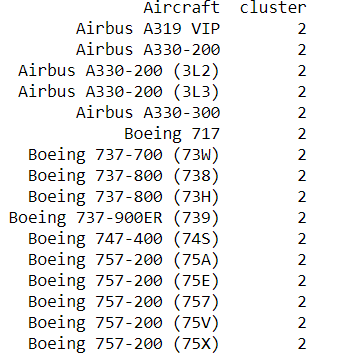 Aircraft cluster
Airbus A319 VIP 2
Airbus A330-200 2
Airbus A330-200 (3L2) 2
Airbus A330-200 (3L3) 2
Airbus A330-300 2
Boeing 717 2
Boeing 737-700 (73W) 2
Boeing 737-800 (738) 2
Boeing 737-800 (73H) 2
Boeing 737-900ER (739) 2
Boeing 747-400 (74S) 2
Boeing 757-200 (75A) 2
Boeing 757-200 (75E) 2
Boeing 757-200 (757) 2
Boeing 757-200 (75V) 2
Boeing 757-200 (75X) 2